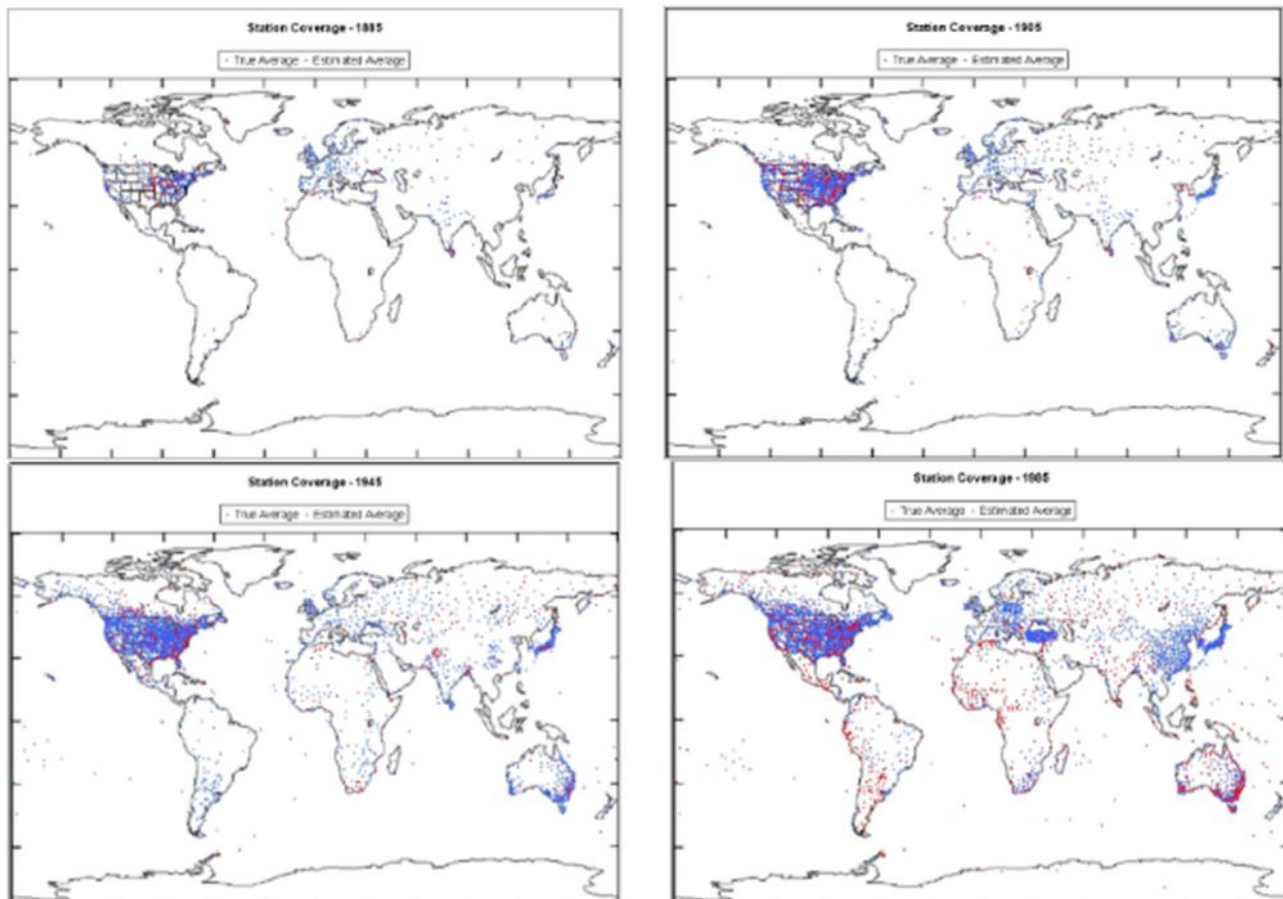 Station Coverage - 1885
True Average Estimated Average
Station Coverage - 1905
True Average Estimated Average
Station Coverage - 1945
True Average Estimated Average
Station Coverage - 1985
True Average Estimated Average